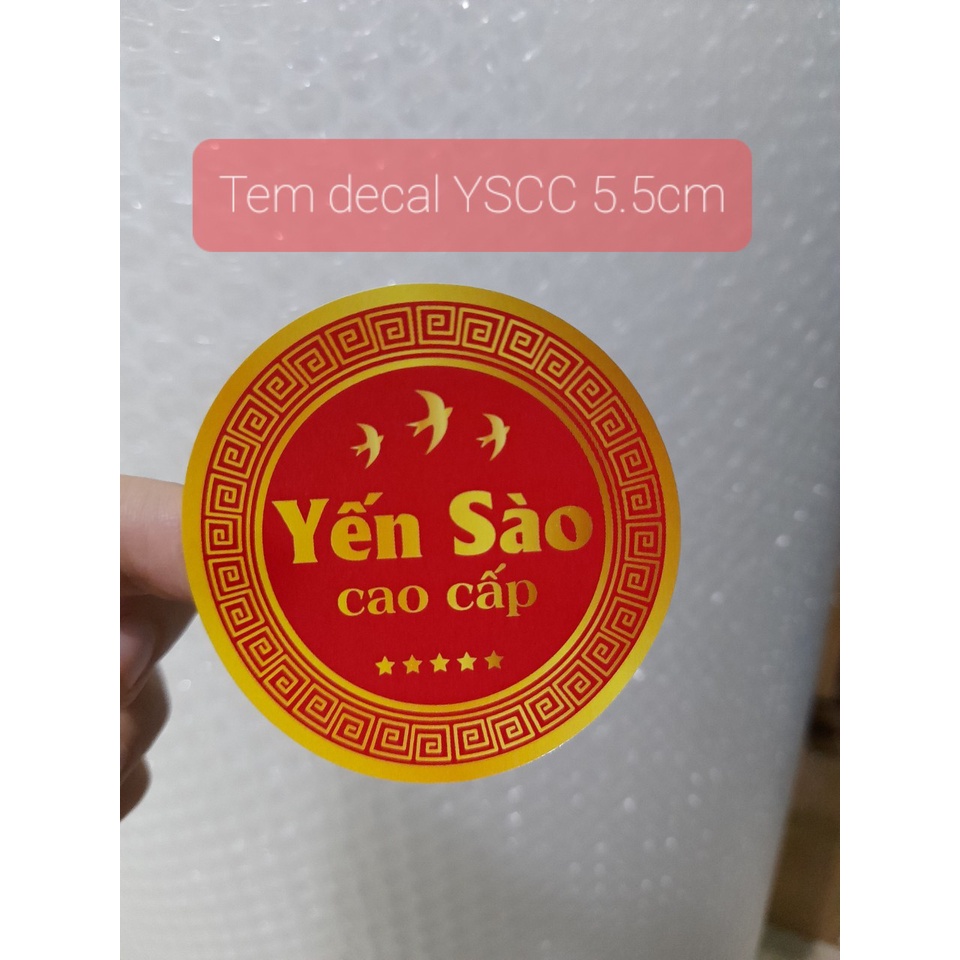 Tem decal YSCC 5.5cm
Yến Sào
cao cấp